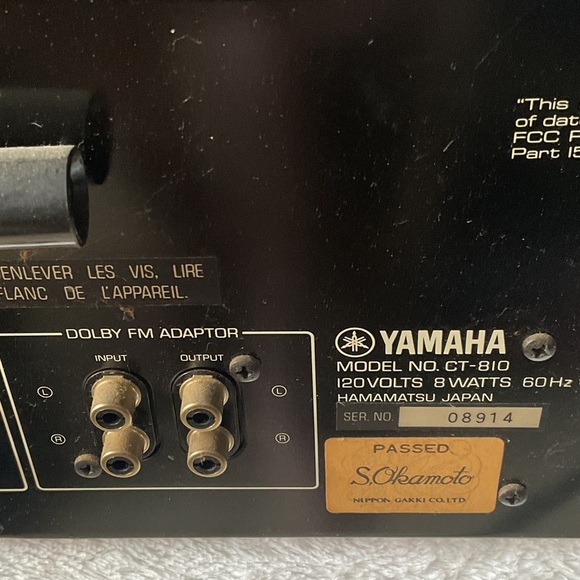 "This
of data
FCC R
Part 15
ENLEVER LES VIS, LIRE
FLANC DE L'APPAREIL.
DOLBY FM ADAPTOR
INPUT OUTPUT
L L
R R
YAMAHA
MODEL NO. CT-810
120VOLTS 8WATTS 60Hz
HAMAMATSU JAPAN
SER. NO. 08914
PASSED
S.Okamoto
NIPPON GAKKI CO.LTD.